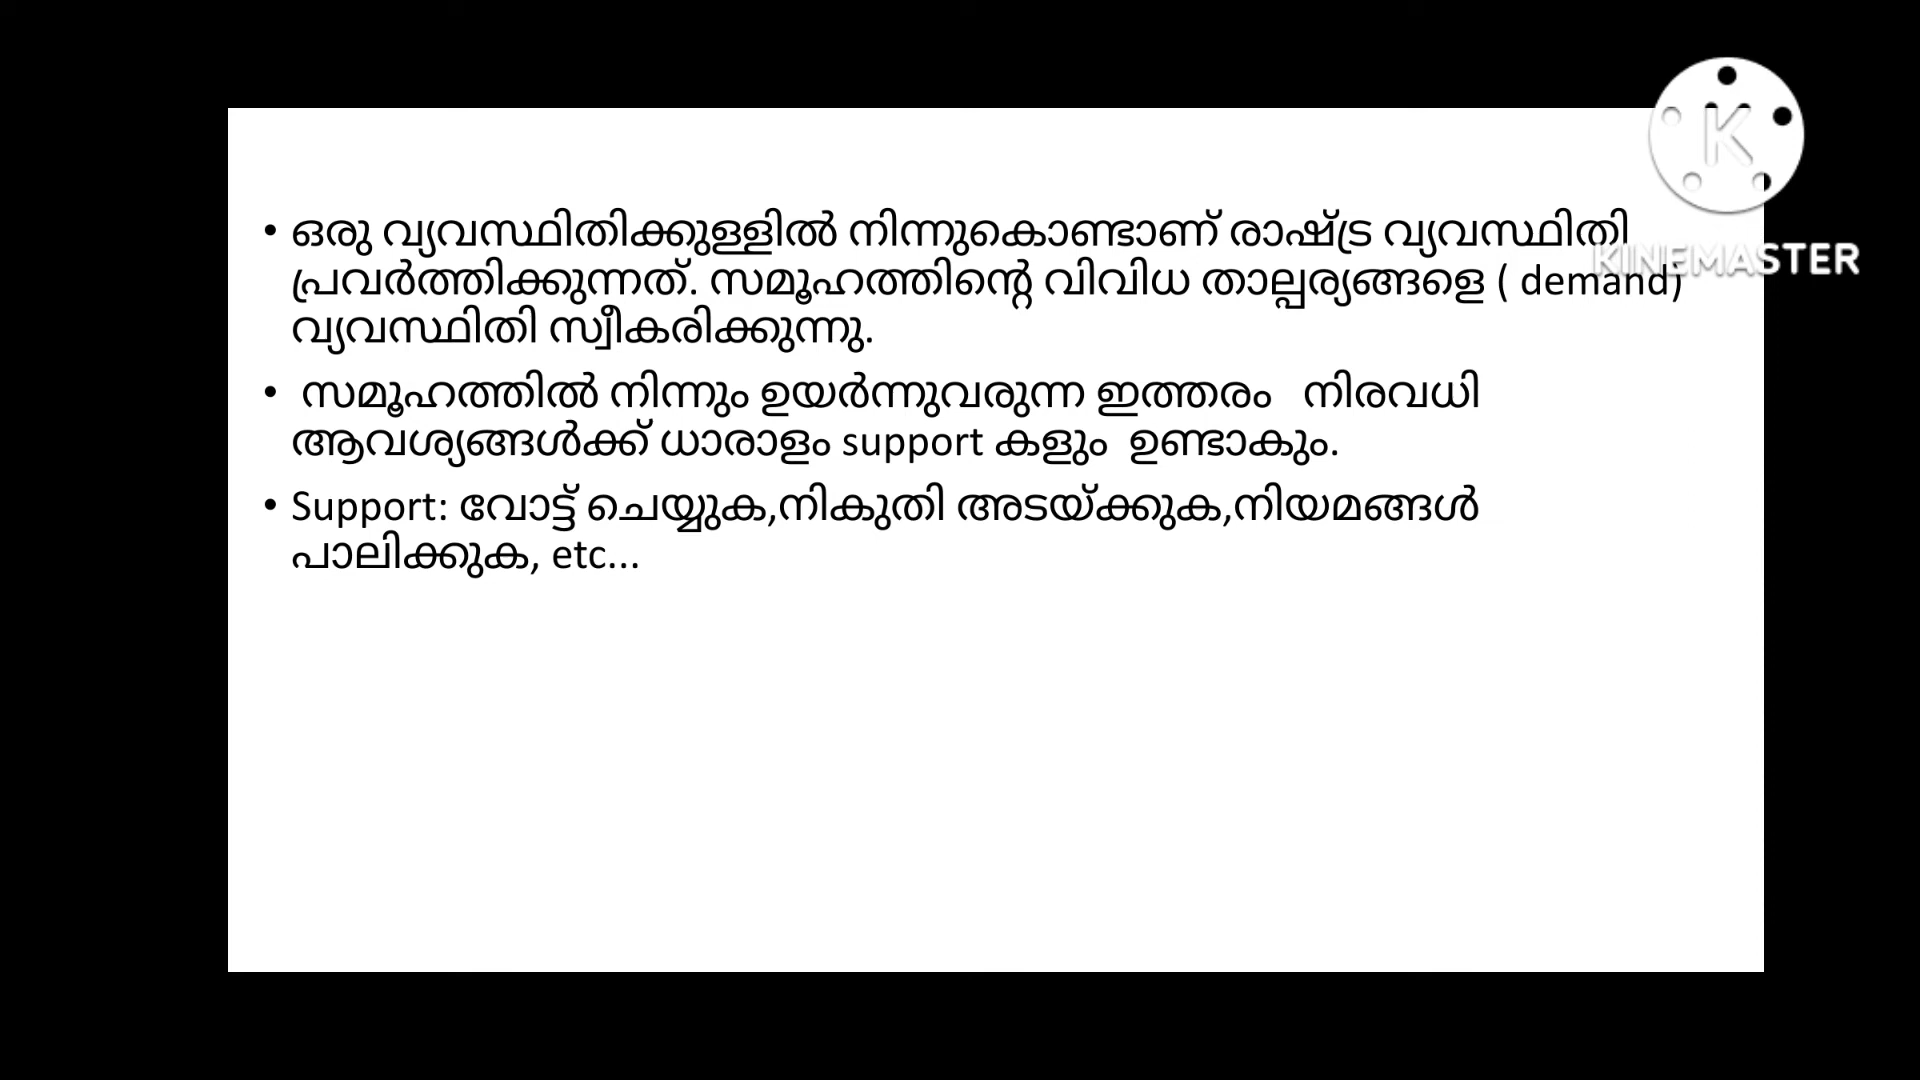 • ഒരു വ്യവസ്ഥിതിക്കുള്ളിൽ നിന്നുകൊണ്ടാണ് രാഷ്ട്ര വ്യവസ്ഥിതി
പ്രവർത്തിക്കുന്നത്. സമൂഹത്തിന്റെ വിവിധ താല്പര്യങ്ങളെ ( demand)
വ്യവസ്ഥിതി സ്വീകരിക്കുന്നു.
• സമൂഹത്തിൽ നിന്നും ഉയർന്നുവരുന്ന ഇത്തരം നിരവധി
ആവശ്യങ്ങൾക്ക് ധാരാളം support കളും ഉണ്ടാകും.
• Support: വോട്ട് ചെയ്യുക,നികുതി അടയ്ക്കുക,നിയമങ്ങൾ
പാലിക്കുക, etc...
K
KINEMASTER